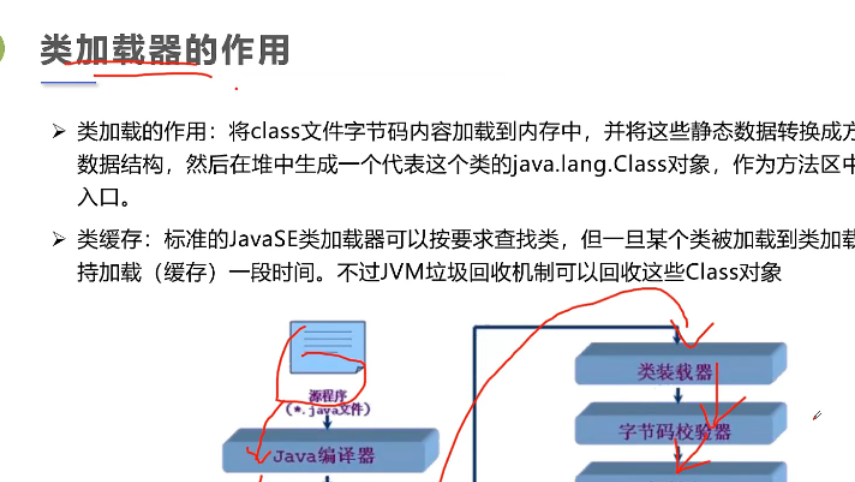 类加载器的作用
类加载的作用：将class文件字节码内容加载到内存中，并将这些静态数据转换成方
数据结构，然后在堆中生成一个代表这个类的java.lang.Class对象，作为方法区中
入口。
类缓存：标准的JavaSE类加载器可以按要求查找类，但一旦某个类被加载到类加载
持加载（缓存）一段时间。不过JVM垃圾回收机制可以回收这些Class对象
源程序
（*.java文件）
Java编译器
类装载器
字节码校验器